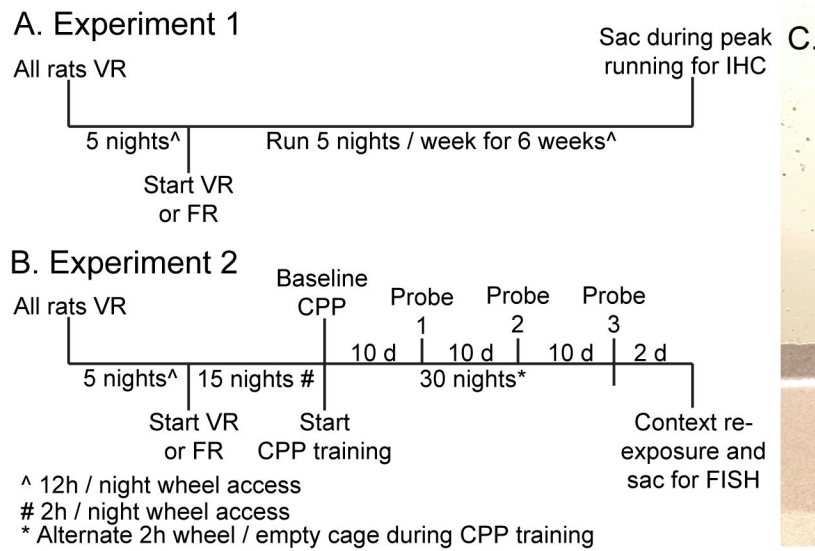 A. Experiment 1
All rats VR
Sac during peak
running for IHC
5 nights^
Run 5 nights / week for 6 weeks^
Start VR
or FR
B. Experiment 2
All rats VR
Baseline
CPP
Probe
1
Probe
2
Probe
3
10 d
10 d
10 d
2 d
5 nights^
15 nights #
30 nights*
Start VR
or FR
Start
CPP training
Context re-
exposure and
sac for FISH
^ 12h / night wheel access
# 2h / night wheel access
* Alternate 2h wheel / empty cage during CPP training
C.